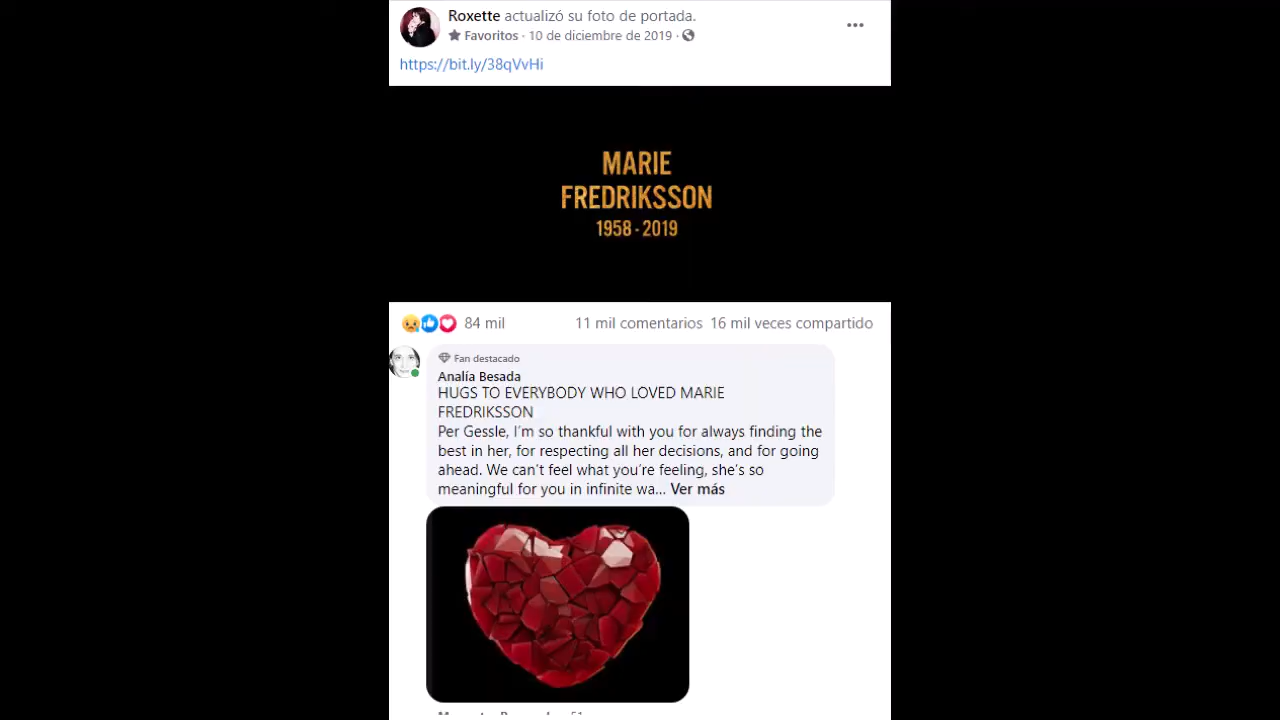 Roxette actualizó su foto de portada.
Favoritos · 10 de diciembre de 2019 ·
https://bit.ly/38qVvHi
MARIE
FREDRIKSSON
1958 - 2019
84 mil 11 mil comentarios 16 mil veces compartido
Fan destacado
Analía Besada
HUGS TO EVERYBODY WHO LOVED MARIE
FREDRIKSSON
Per Gessle, I'm so thankful with you for always finding the
best in her, for respecting all her decisions, and for going
ahead. We can't feel what you're feeling, she's so
meaningful for you in infinite wa... Ver más